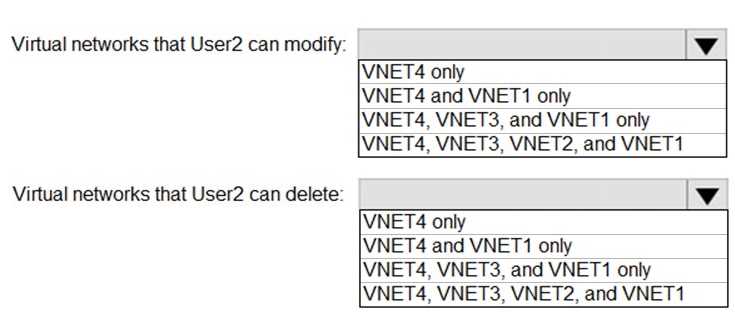 Virtual networks that User2 can modify:
VNET4 only
VNET4 and VNET1 only
VNET4, VNET3, and VNET1 only
VNET4, VNET3, VNET2, and VNET1
Virtual networks that User2 can delete:
VNET4 only
VNET4 and VNET1 only
VNET4, VNET3, and VNET1 only
VNET4, VNET3, VNET2, and VNET1